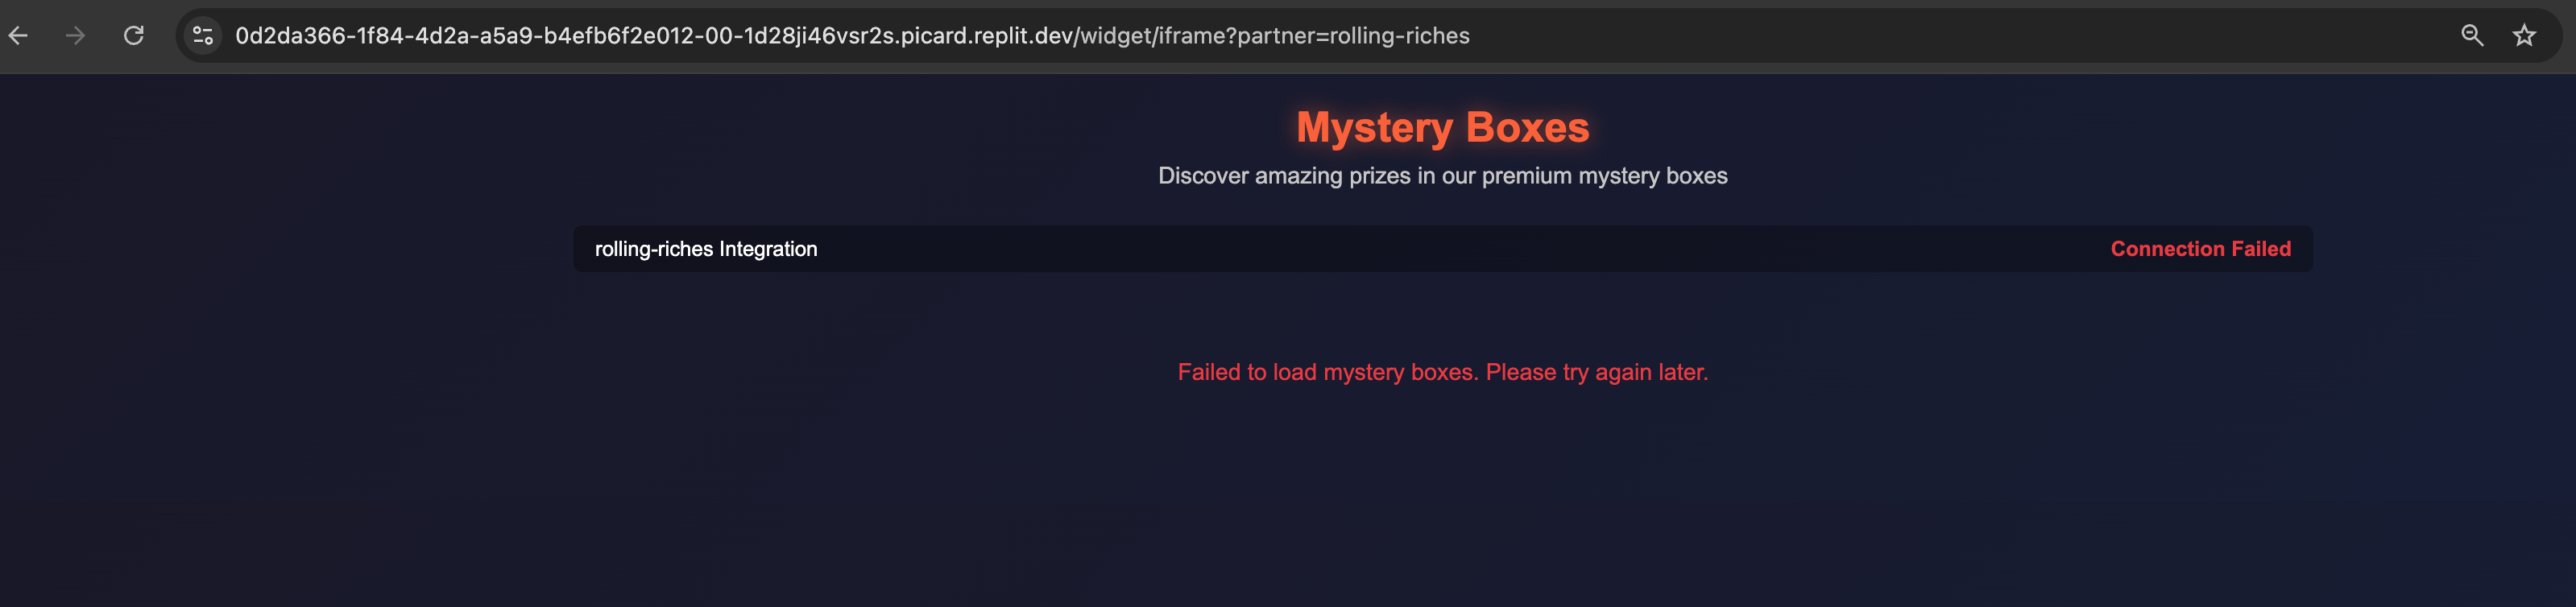 0d2da366-1f84-4d2a-a5a9-b4efb6f2e012-00-1d28ji46vsr2s.picard.replit.dev/widget/iframe?partner=rolling-riches
Mystery Boxes
Discover amazing prizes in our premium mystery boxes
rolling-riches Integration Connection Failed
Failed to load mystery boxes. Please try again later.